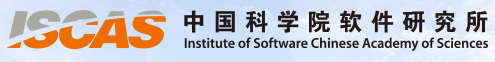 ISCAS
中国科学院软件研究所
Institute of Software Chinese Academy of Sciences